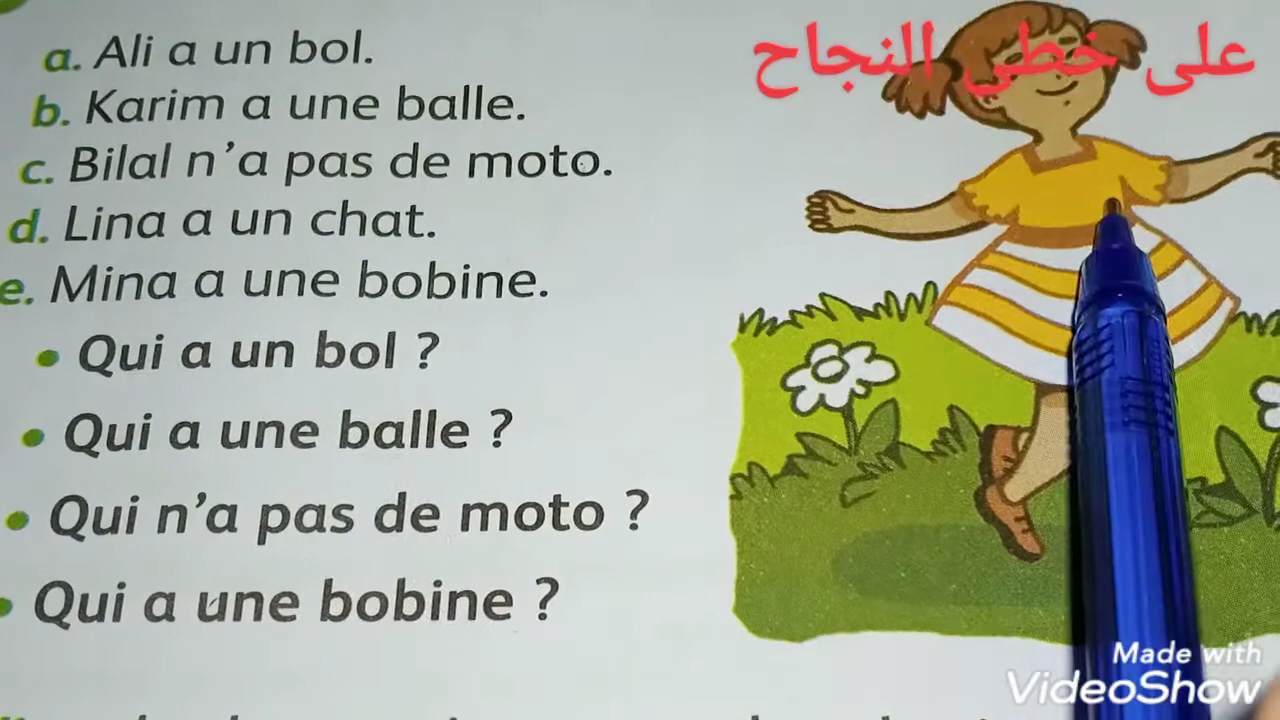 a. Ali a un bol.
b. Karim a une balle.
c. Bilal n'a pas de moto.
d. Lina a un chat.
e. Mina a une bobine.
• Qui a un bol ?
• Qui a une balle ?
• Qui n'a pas de moto ?
• Qui a une bobine ?
على خطى النجاح
Made with
VideoShow